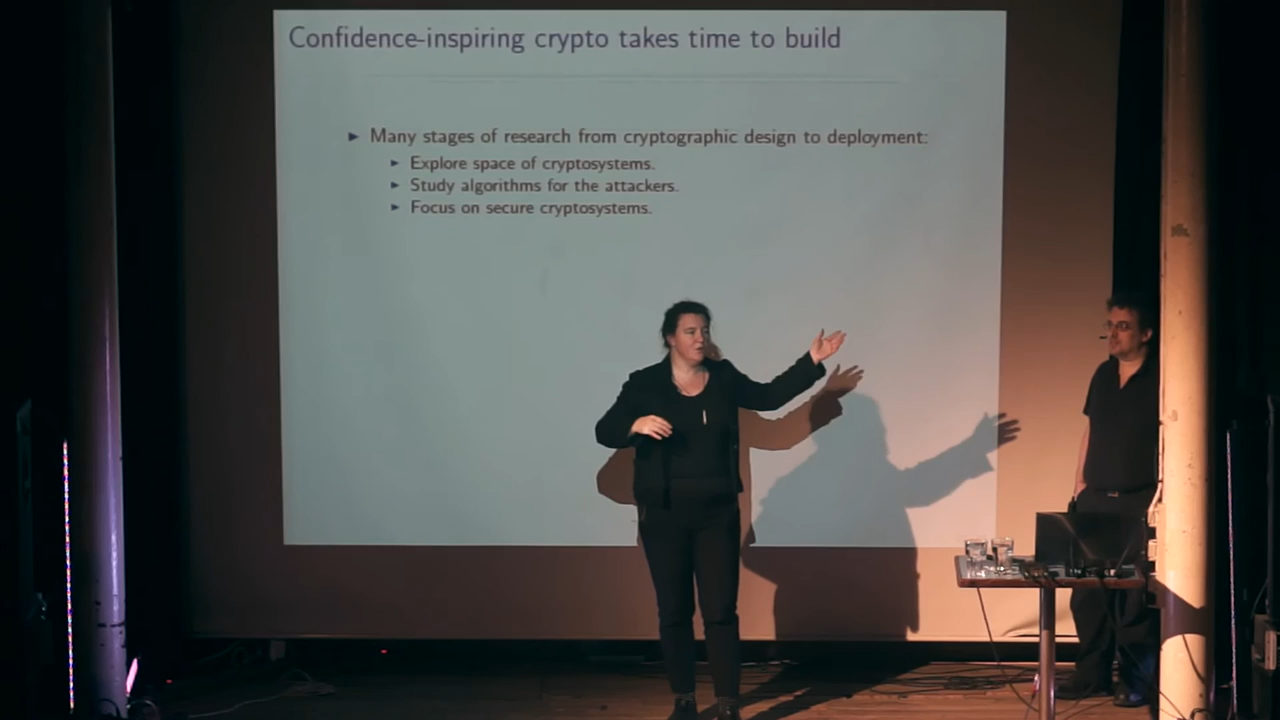 Confidence-inspiring crypto takes time to build
Many stages of research from cryptographic design to deployment:
Explore space of cryptosystems.
Study algorithms for the attackers.
Focus on secure cryptosystems.